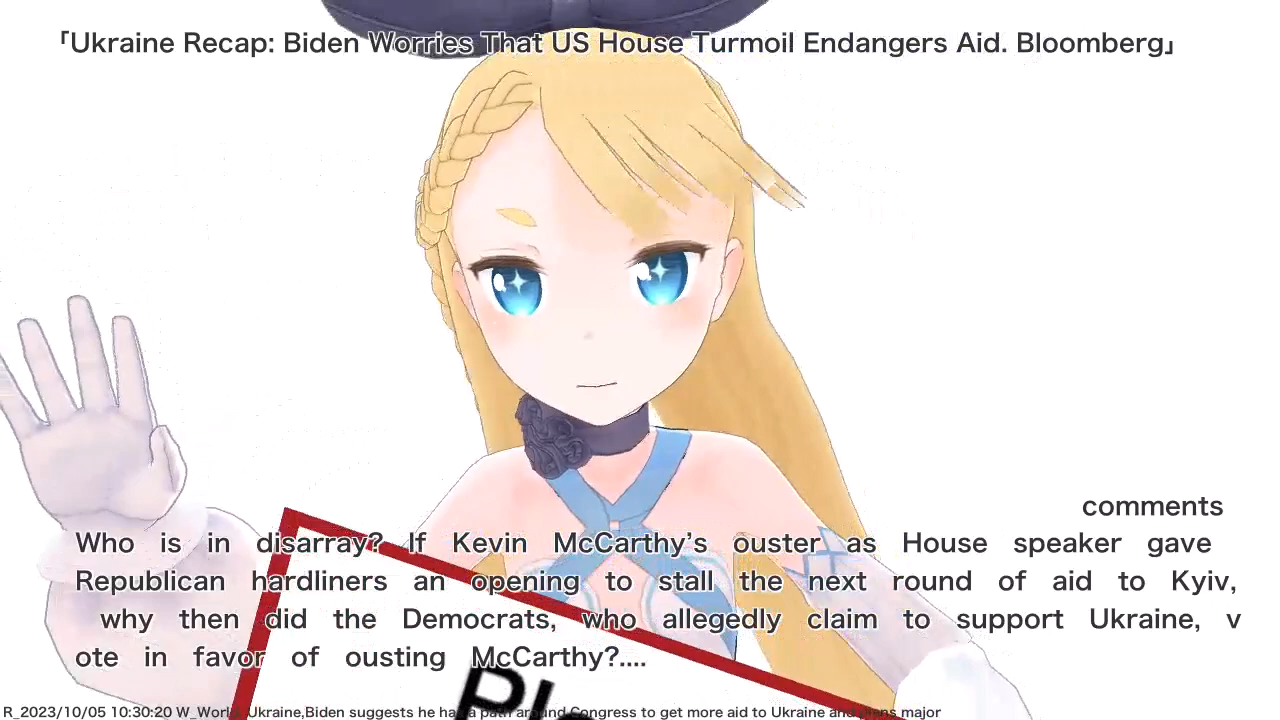 「Ukraine Recap: Biden Worries That US House Turmoil Endangers Aid. Bloomberg」
comments
Who is in disarray? If Kevin McCarthy's ouster as House speaker gave
Republican hardliners an opening to stall the next round of aid to Kyiv,
why then did the Democrats, who allegedly claim to support Ukraine, v
ote in favor of ousting McCarthy?....
R_2023/10/05 10:30:20 W_World, Ukraine,Biden suggests he has a path around Congress to get more aid to Ukraine and plans major